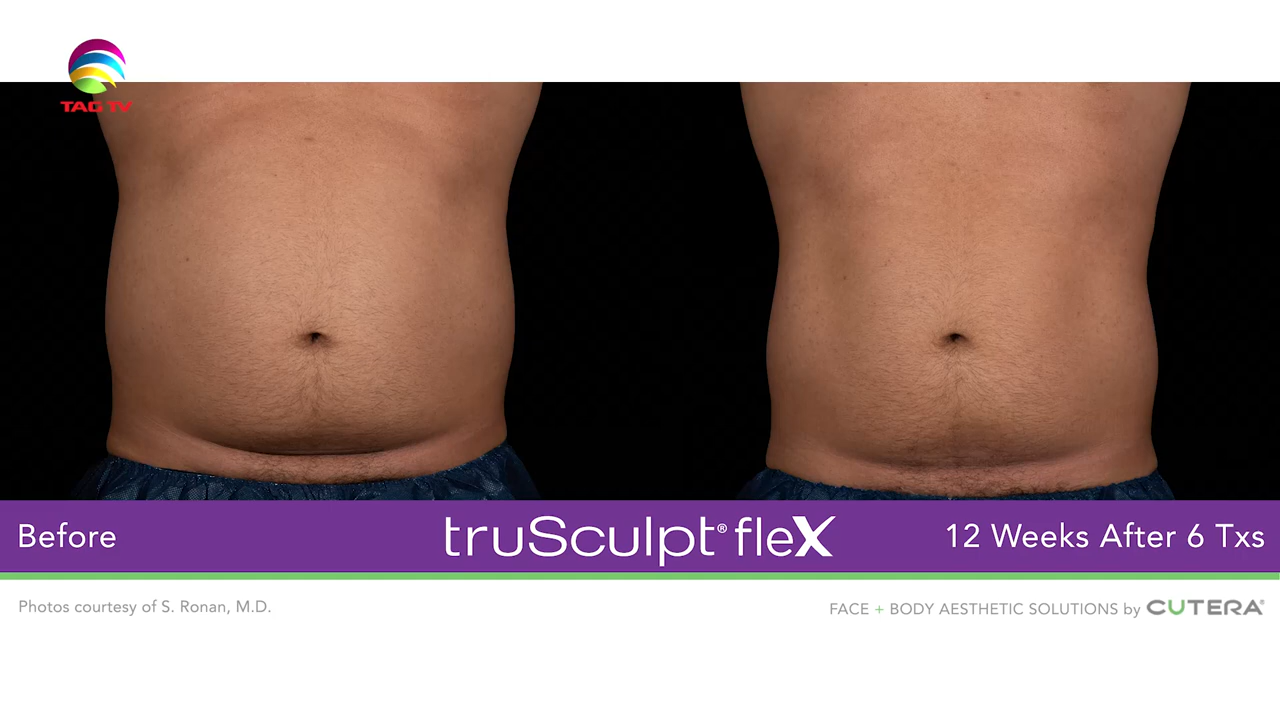 TAG TV
Before
truSculpt® fleX
12 Weeks After 6 Txs
Photos courtesy of S. Ronan, M.D.
FACE + BODY AESTHETIC SOLUTIONS by CUTERA®